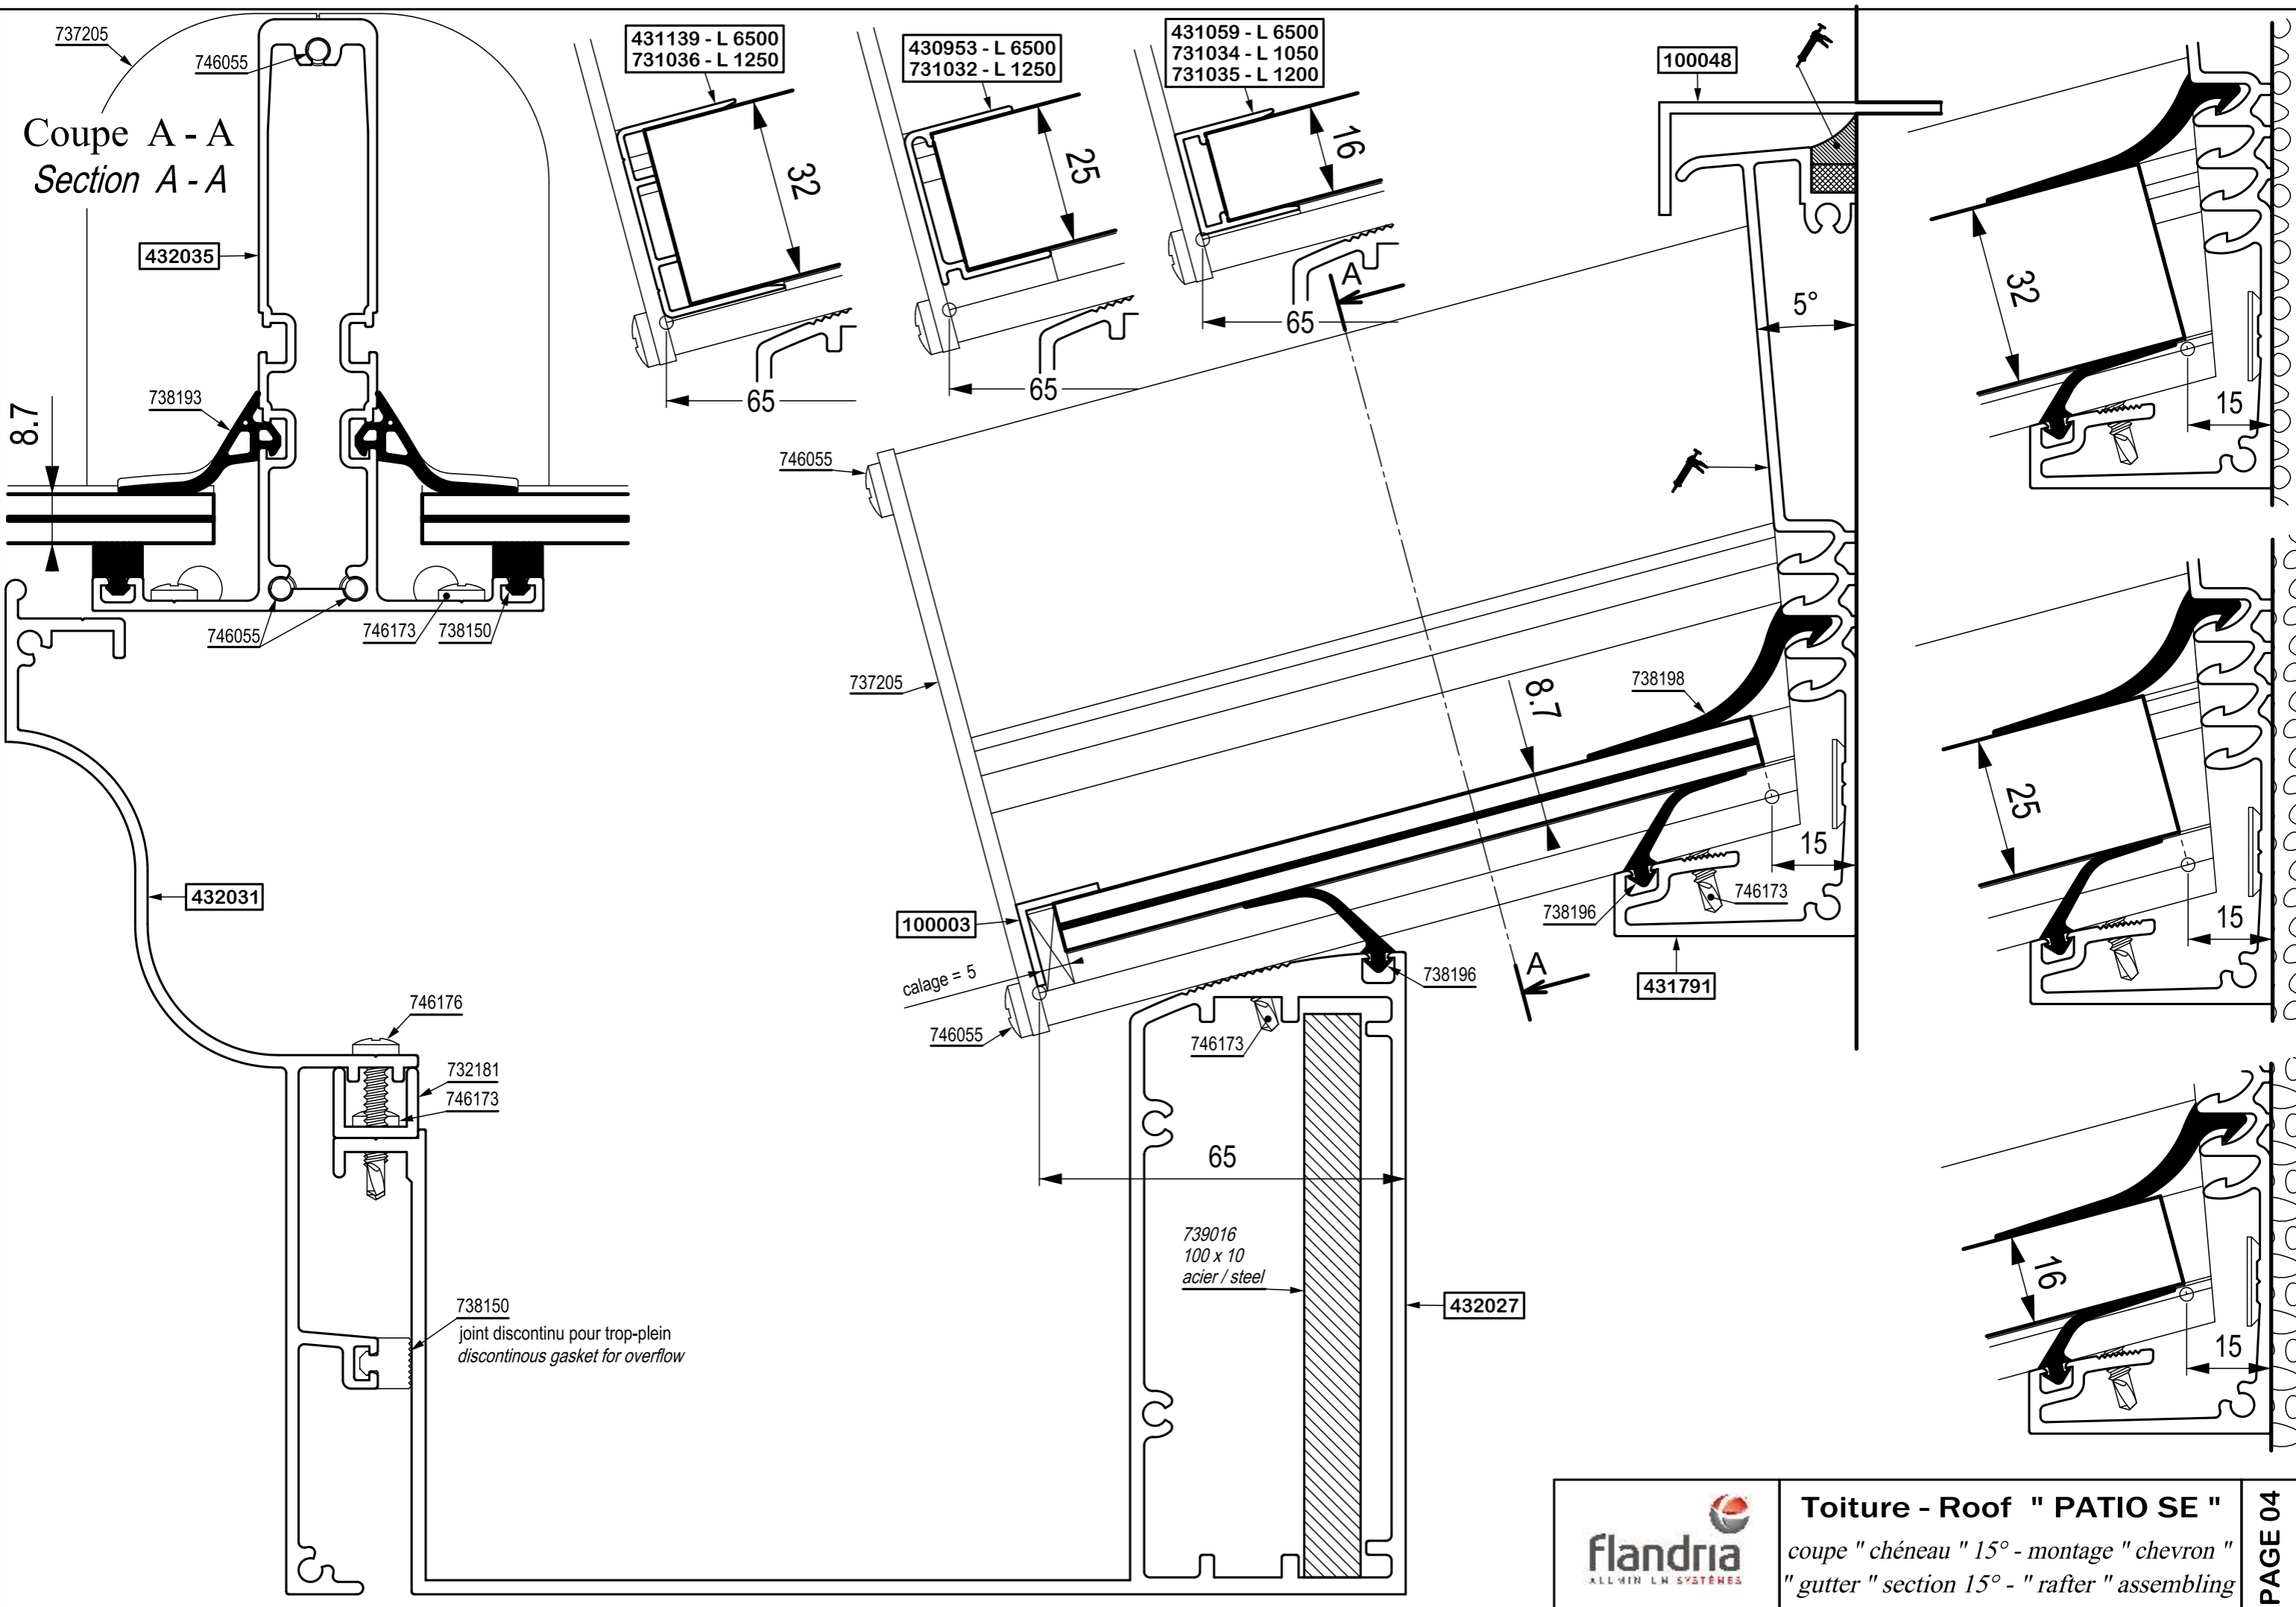 737205
746055
Coupe A - A
Section A - A
432035
738193
8.7
746055
746173
738150
431139 - L 6500
731036 - L 1250
32
65
430953 - L 6500
731032 - L 1250
25
65
431059 - L 6500
731034 - L 1050
731035 - L 1200
16
65
A
100048
5°
746055
737205
738198
8.7
15
746173
738196
431791
100003
calage = 5
746055
746173
738196
A
432031
746176
732181
746173
738150
joint discontinu pour trop-plein
discontinous gasket for overflow
65
739016
100 x 10
acier / steel
432027
32
15
25
15
16
15
flandria
Toiture - Roof " PATIO SE "
coupe " chéneau " 15° - montage " chevron "
" gutter " section 15° - " rafter " assembling
PAGE 04